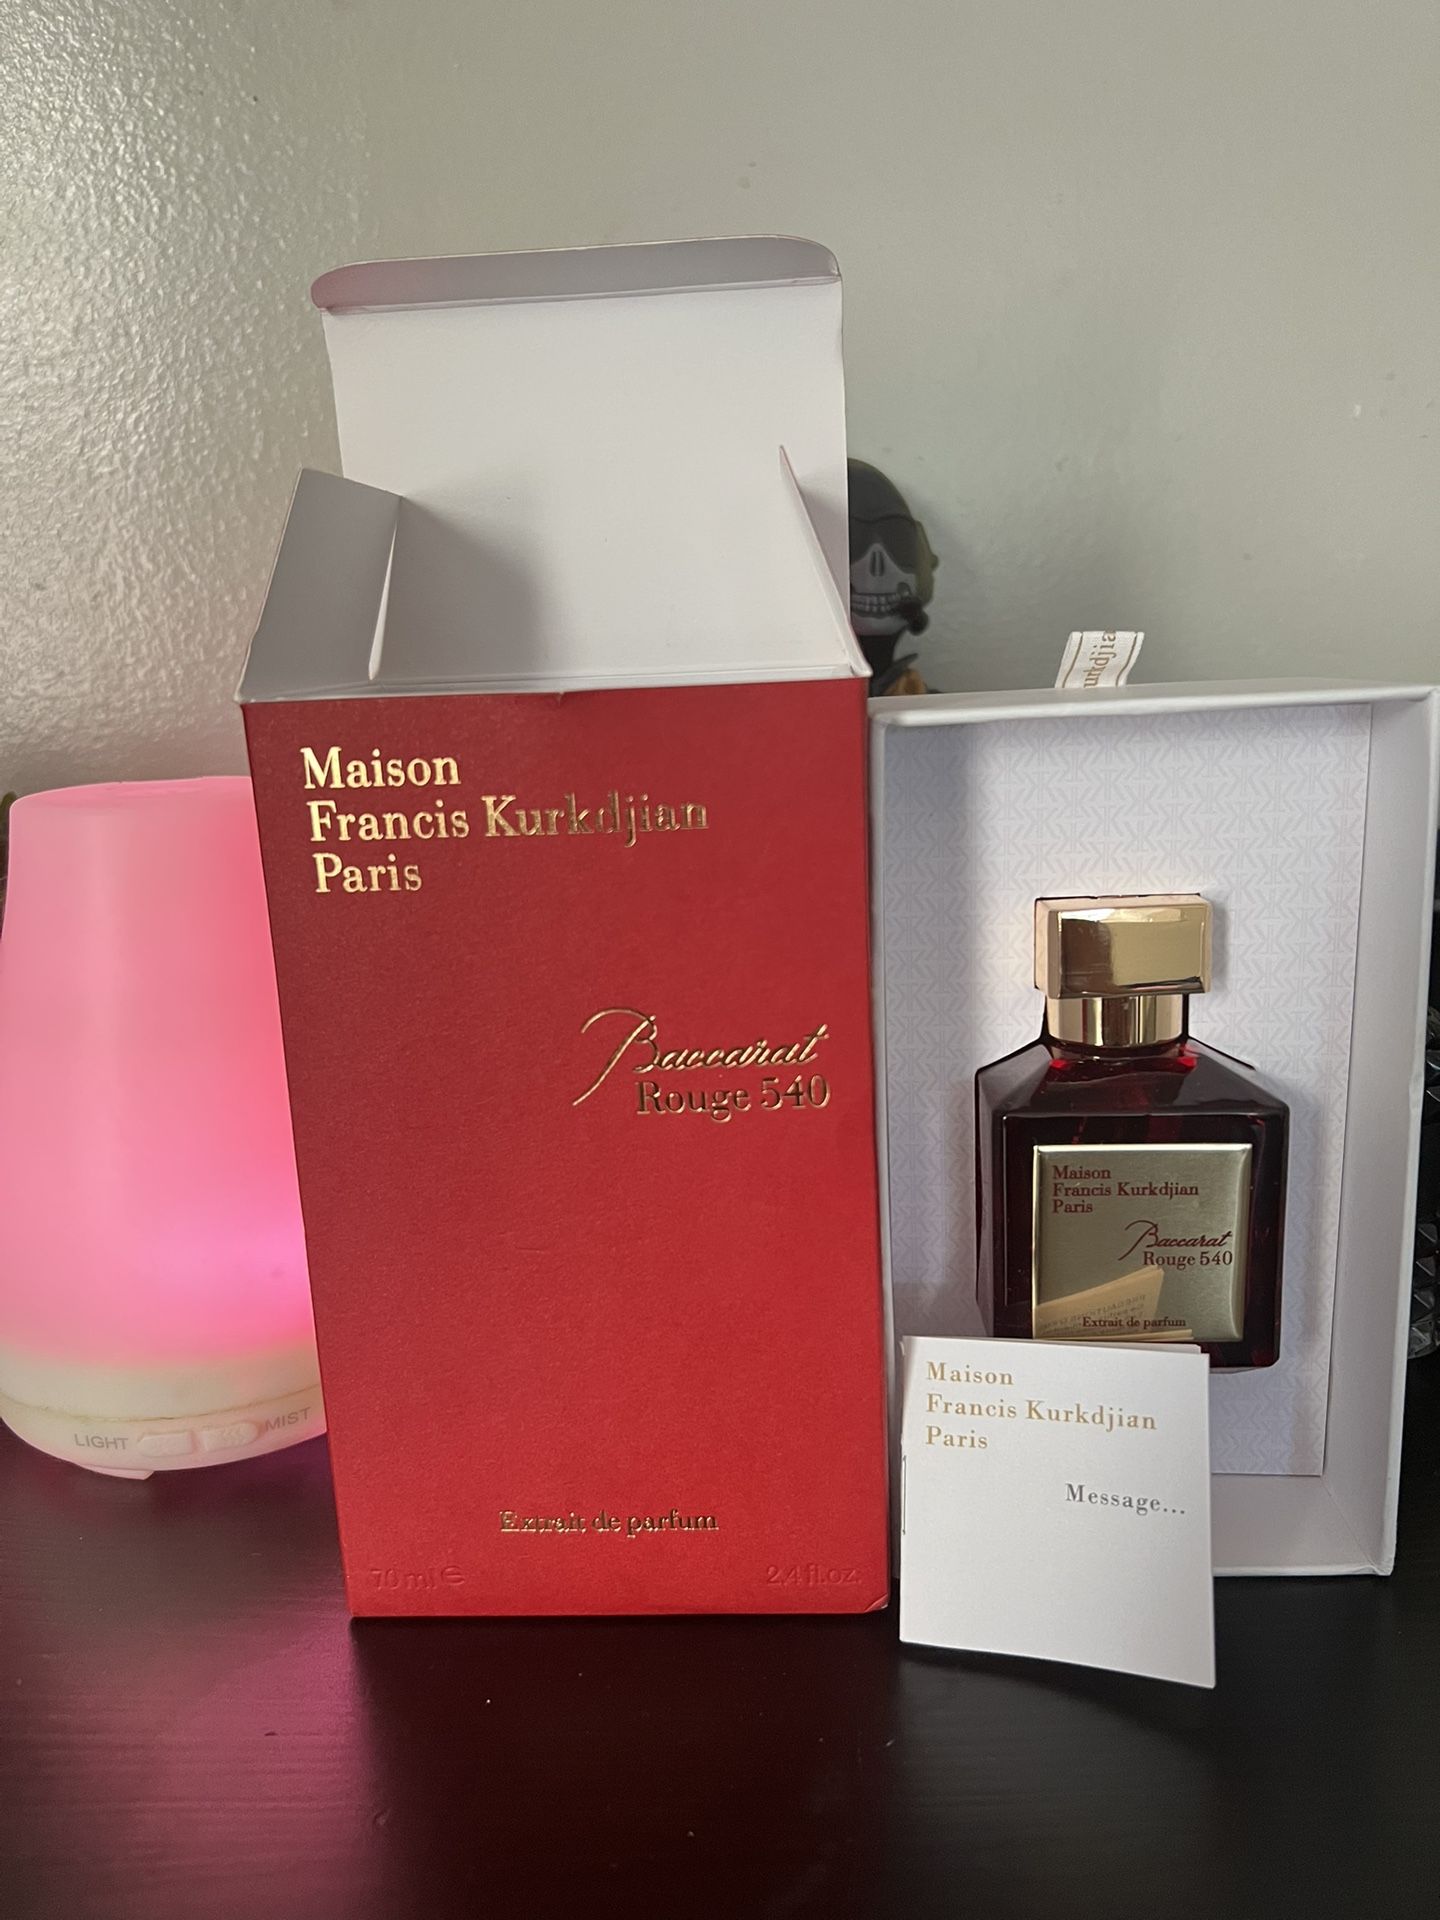 Maison
Francis Kurkdjian
Paris
Baccarat
Rouge 540
Extrait de parfum
70 ml ℮
2.4 fl.oz.
LIGHT
MIST
urkdjia
Maison
Francis Kurkdjian
Paris
Baccarat
Rouge 540
Extrait de parfum
Maison
Francis Kurkdjian
Paris
Message...